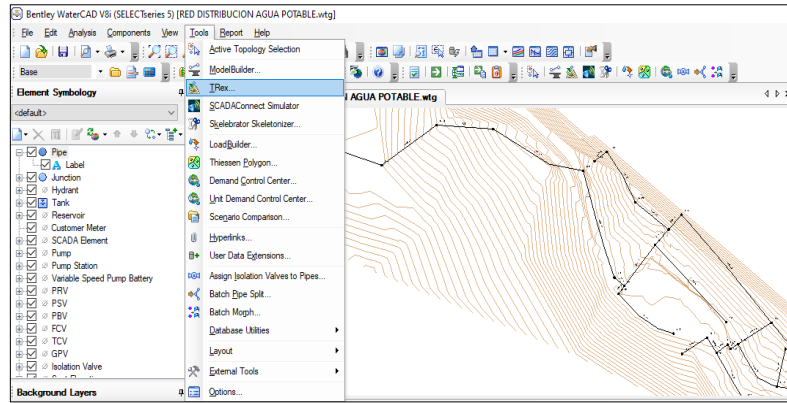 Bentley WaterCAD V8i (SELECTseries 5) [RED DISTRIBUCION AGUA POTABLE.wtg]
File Edit Analysis Components View Tools Report Help
Base
Element Symbology
<default>
Pipe
Label
Junction
Hydrant
Tank
Reservoir
Customer Meter
SCADA Element
Pump
Pump Station
Variable Speed Pump Battery
PRV
PSV
PBV
FCV
TCV
GPV
Isolation Valve
Background Layers
Active Topology Selection
ModelBuilder...
TRex...
SCADAConnect Simulator
Skelebrator Skeletonizer...
LoadBuilder...
Thiessen Polygon...
Demand Control Center...
Unit Demand Control Center...
Scenario Comparison...
Hyperlinks...
User Data Extensions...
Assign Isolation Valves to Pipes...
Batch Pipe Split...
Batch Morph...
Database Utilities
Layout
External Tools
Options...
N AGUA POTABLE.wtg